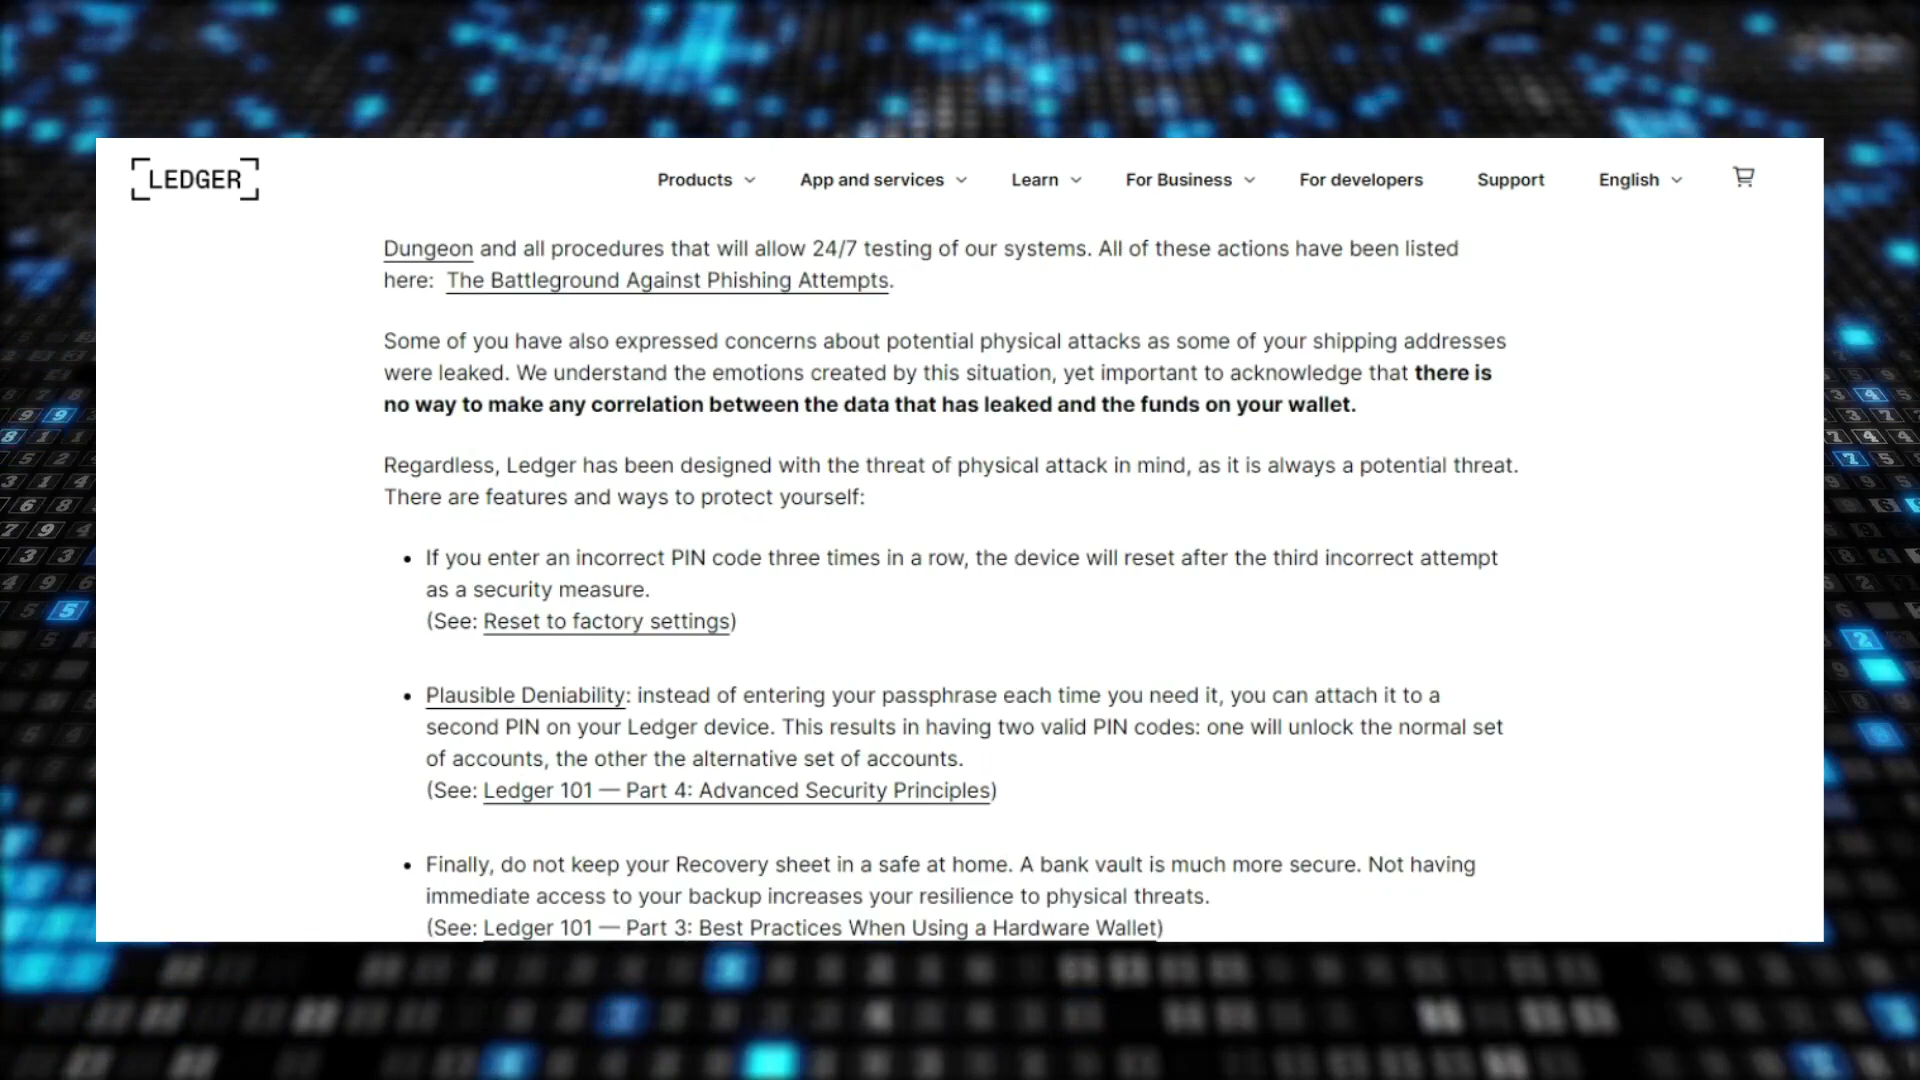 LEDGER
Products App and services Learn For Business For developers Support English
Dungeon and all procedures that will allow 24/7 testing of our systems. All of these actions have been listed
here: The Battleground Against Phishing Attempts.
Some of you have also expressed concerns about potential physical attacks as some of your shipping addresses
were leaked. We understand the emotions created by this situation, yet important to acknowledge that there is
no way to make any correlation between the data that has leaked and the funds on your wallet.
Regardless, Ledger has been designed with the threat of physical attack in mind, as it is always a potential threat.
There are features and ways to protect yourself:
• If you enter an incorrect PIN code three times in a row, the device will reset after the third incorrect attempt
as a security measure.
(See: Reset to factory settings)
• Plausible Deniability: instead of entering your passphrase each time you need it, you can attach it to a
second PIN on your Ledger device. This results in having two valid PIN codes: one will unlock the normal set
of accounts, the other the alternative set of accounts.
(See: Ledger 101 — Part 4: Advanced Security Principles)
• Finally, do not keep your Recovery sheet in a safe at home. A bank vault is much more secure. Not having
immediate access to your backup increases your resilience to physical threats.
(See: Ledger 101 — Part 3: Best Practices When Using a Hardware Wallet)